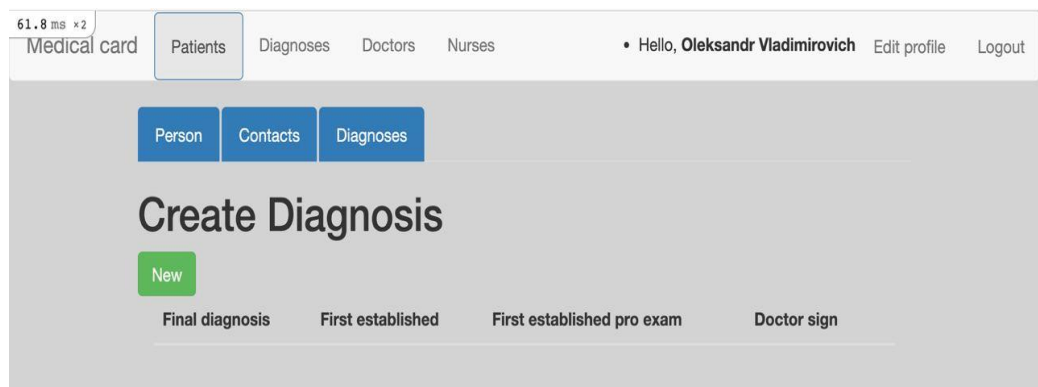 61.8 ms ×2
Medical card Patients Diagnoses Doctors Nurses • Hello, Oleksandr Vladimirovich Edit profile Logout
Person Contacts Diagnoses
Create Diagnosis
New
Final diagnosis First established First established pro exam Doctor sign